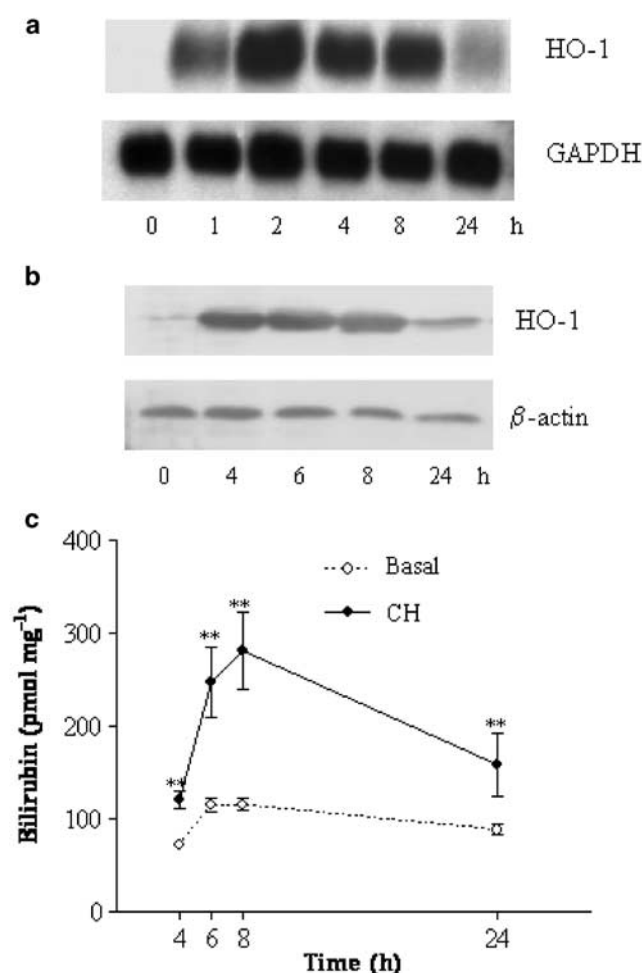 a
HO-1
GAPDH
0 1 2 4 8 24 h
b
HO-1
β-actin
0 4 6 8 24 h
c
400
300
200
100
0
Bilirubin (pmol mg⁻¹)
Basal
CH
**
**
**
**
4 6 8 24
Time (h)